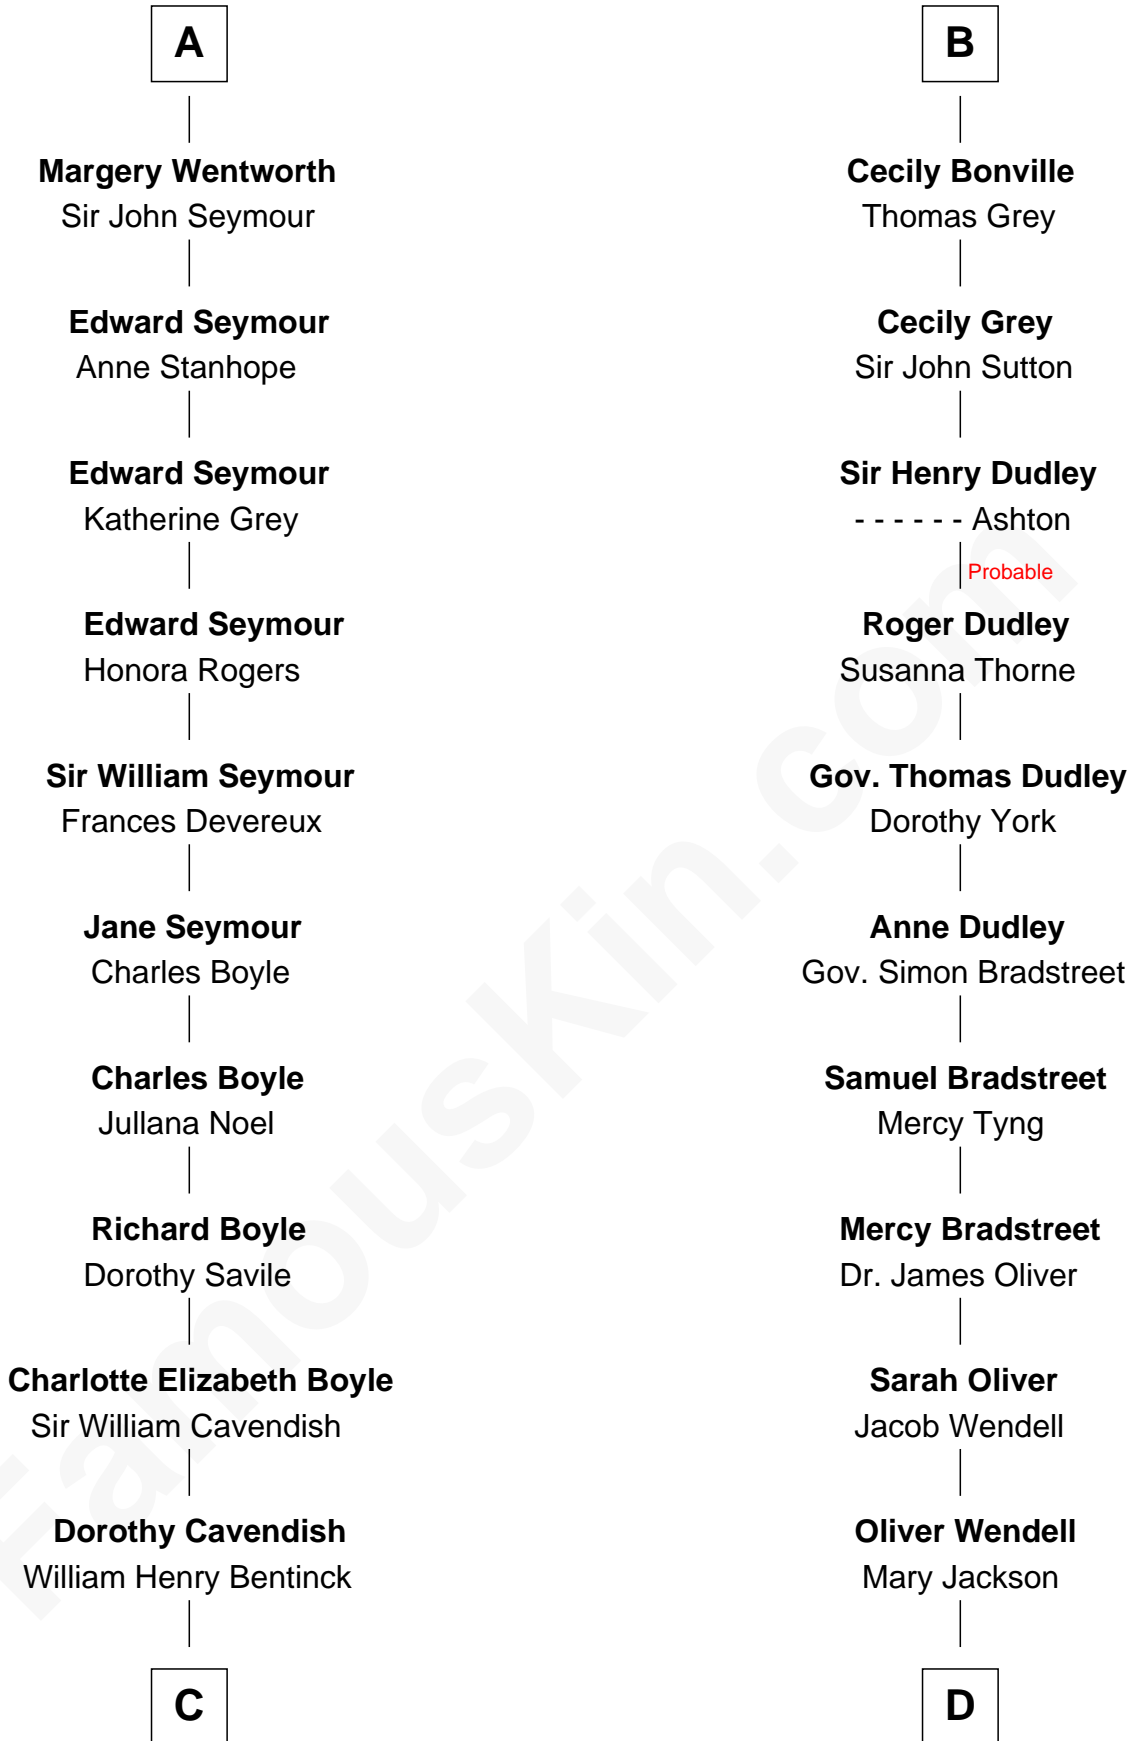 A
Margery Wentworth
Sir John Seymour
Edward Seymour
Anne Stanhope
Edward Seymour
Katherine Grey
Edward Seymour
Honora Rogers
Sir William Seymour
Frances Devereux
Jane Seymour
Charles Boyle
Charles Boyle
Jullana Noel
Richard Boyle
Dorothy Savile
Charlotte Elizabeth Boyle
Sir William Cavendish
Dorothy Cavendish
William Henry Bentinck
C
B
Cecily Bonville
Thomas Grey
Cecily Grey
Sir John Sutton
Sir Henry Dudley
- - - - - - Ashton
Probable
Roger Dudley
Susanna Thorne
Gov. Thomas Dudley
Dorothy York
Anne Dudley
Gov. Simon Bradstreet
Samuel Bradstreet
Mercy Tyng
Mercy Bradstreet
Dr. James Oliver
Sarah Oliver
Jacob Wendell
Oliver Wendell
Mary Jackson
D
FamousKin.com